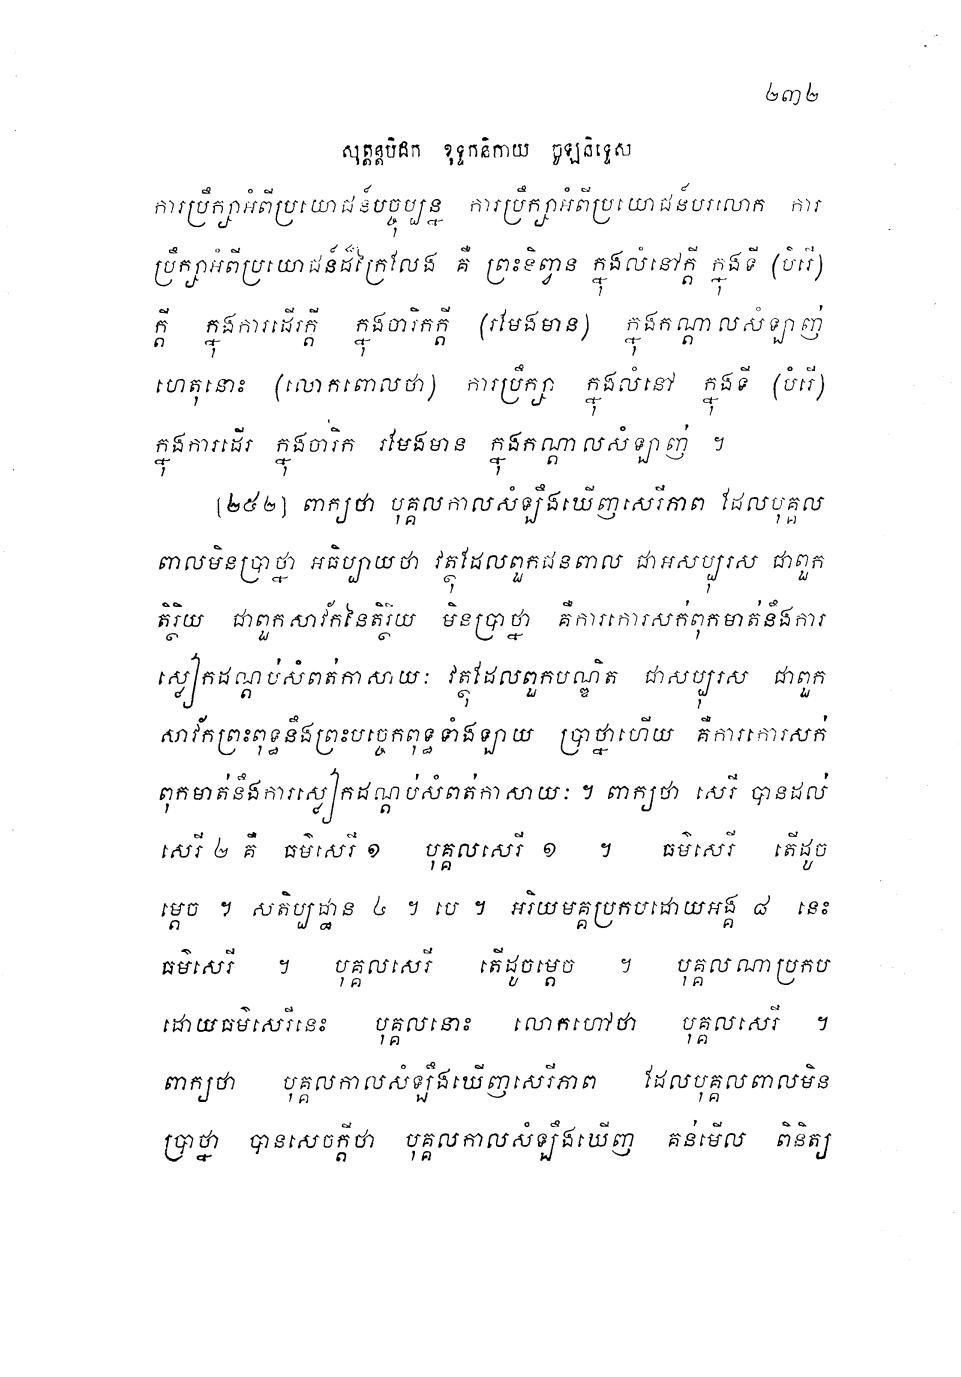 ២៣២
សុត្តន្តបិដក ខុទ្ទកនិកាយ ចូឡនិទ្ទេស
ការប្រឹក្សាអំពីប្រយោជន៍បច្ចុប្បន្ន ការប្រឹក្សាអំពីប្រយោជន៍បរលោក ការ
ប្រឹក្សាអំពីប្រយោជន៍ដ៏ក្រៃលែង គឺ ព្រះនិព្វាន ក្នុងលំនៅក្តី ក្នុងទី (បំរើ)
ក្តី ក្នុងការដើរក្តី ក្នុងចារិកក្តី (រមែងមាន) ក្នុងកណ្តាលសំឡាញ់
ហេតុនោះ (លោកពោលថា) ការប្រឹក្សា ក្នុងលំនៅ ក្នុងទី (បំរើ)
ក្នុងការដើរ ក្នុងចារិក រមែងមាន ក្នុងកណ្តាលសំឡាញ់ ។
[២៥២] ពាក្យថា បុគ្គលកាលសំឡឹងឃើញសេរីភាព ដែលបុគ្គល
ពាលមិនប្រាថ្នា អធិប្បាយថា វត្ថុដែលពួកជនពាល ជាអសប្បុរស ជាពួក
តិរ្ថិយ ជាពួកសាវ័កនៃតិរ្ថិយ មិនប្រាថ្នា គឺការកោរសក់ពុកមាត់នឹងការ
ស្លៀកដណ្តប់សំពត់កាសាយៈ វត្ថុដែលពួកបណ្ឌិត ជាសប្បុរស ជាពួក
សាវ័កព្រះពុទ្ធនឹងព្រះបច្ចេកពុទ្ធទាំងឡាយ ប្រាថ្នាហើយ គឺការកោរសក់
ពុកមាត់នឹងការស្លៀកដណ្តប់សំពត់កាសាយៈ ។ ពាក្យថា សេរី បានដល់
សេរី ២ គឺ ធម៌សេរី ១ បុគ្គលសេរី ១ ។ ធម៌សេរី តើដូច
ម្តេច ។ សតិប្បដ្ឋាន ៤ ។ បេ ។ អរិយមគ្គប្រកបដោយអង្គ ៨ នេះ
ធម៌សេរី ។ បុគ្គលសេរី តើដូចម្តេច ។ បុគ្គលណាប្រកប
ដោយធម៌សេរីនេះ បុគ្គលនោះ លោកហៅថា បុគ្គលសេរី ។
ពាក្យថា បុគ្គលកាលសំឡឹងឃើញសេរីភាព ដែលបុគ្គលពាលមិន
ប្រាថ្នា បានសេចក្តីថា បុគ្គលកាលសំឡឹងឃើញ គន់មើល ពិនិត្យ